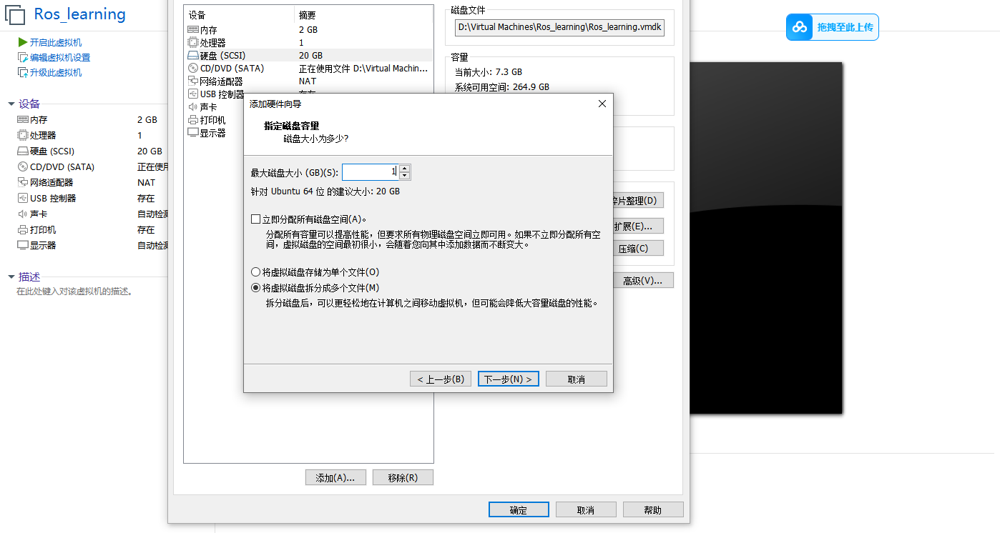 Ros_learning
开启此虚拟机
编辑虚拟机设置
升级此虚拟机
设备
内存 2 GB
处理器 1
硬盘 (SCSI) 20 GB
CD/DVD (SATA) 正在使用
网络适配器 NAT
USB 控制器 存在
声卡 自动检测
打印机 存在
显示器 自动检测
描述
在此处键入对该虚拟机的描述。
设备 摘要
内存 2 GB
处理器 1
硬盘 (SCSI) 20 GB
CD/DVD (SATA) 正在使用文件 D:\Virtual Machin...
网络适配器 NAT
USB 控制器 存在
声卡
打印机
显示器
添加(A)...
移除(R)
磁盘文件
D:\Virtual Machines\Ros_learning\Ros_learning.vmdk
容量
当前大小: 7.3 GB
系统可用空间: 264.9 GB
碎片整理(D)
扩展(E)...
压缩(C)
高级(V)...
确定
取消
帮助
添加硬件向导
指定磁盘容量
磁盘大小为多少?
最大磁盘大小 (GB)(S): 1
针对 Ubuntu 64 位 的建议大小: 20 GB
立即分配所有磁盘空间(A)。
分配所有容量可以提高性能，但要求所有物理磁盘空间立即可用。如果不立即分配所有空
间，虚拟磁盘的空间最初很小，会随着您向其中添加数据而不断变大。
将虚拟磁盘存储为单个文件(O)
将虚拟磁盘拆分成多个文件(M)
拆分磁盘后，可以更轻松地在计算机之间移动虚拟机，但可能会降低大容量磁盘的性能。
< 上一步(B)
下一步(N) >
取消
拖拽至此上传